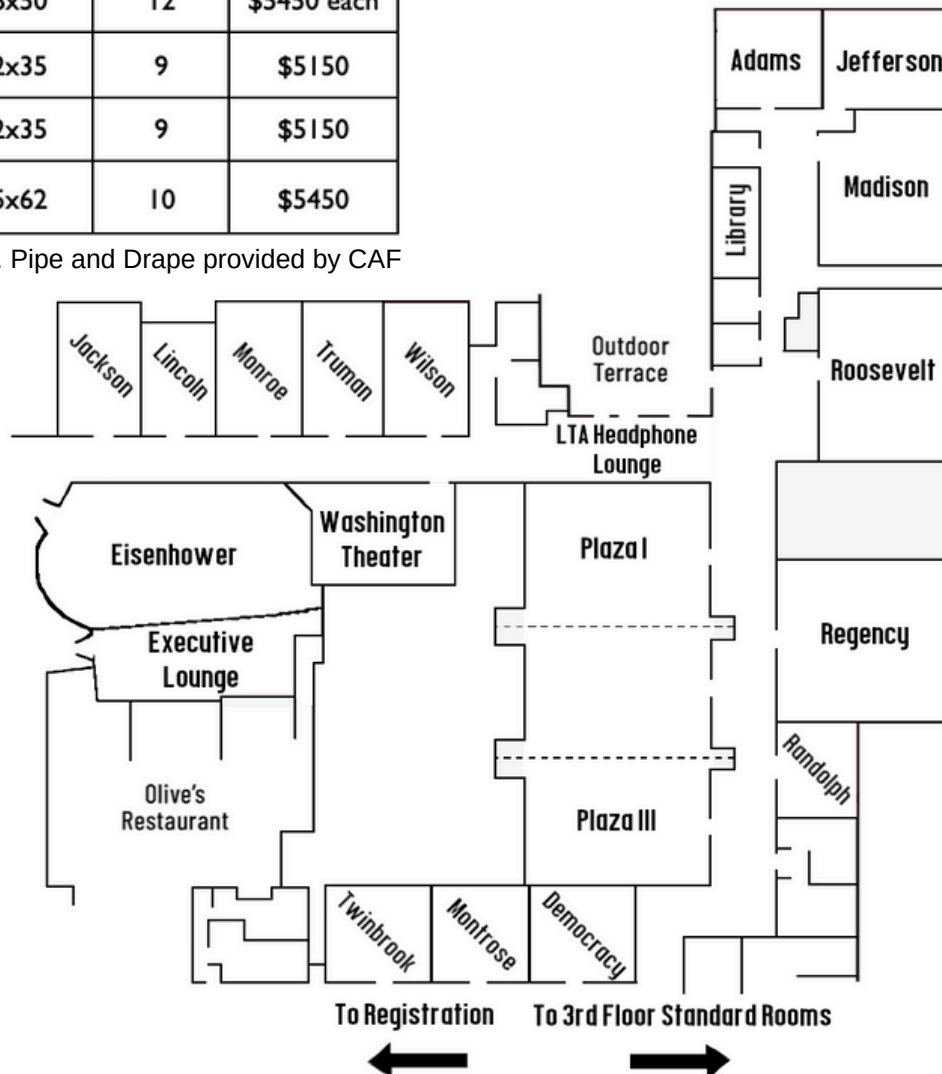 12 $5450 each
2x35 9 $5150
2x35 9 $5150
5x62 10 $5450
. Pipe and Drape provided by CAF
Adams
Jefferson
Library
Madison
Jackson
Lincoln
Monroe
Truman
Wilson
Outdoor
Terrace
Roosevelt
LTA Headphone
Lounge
Eisenhower
Washington
Theater
Plaza I
Executive
Lounge
Regency
Randolph
Olive's
Restaurant
Plaza III
Twinbrook
Montrose
Democracy
To Registration
To 3rd Floor Standard Rooms